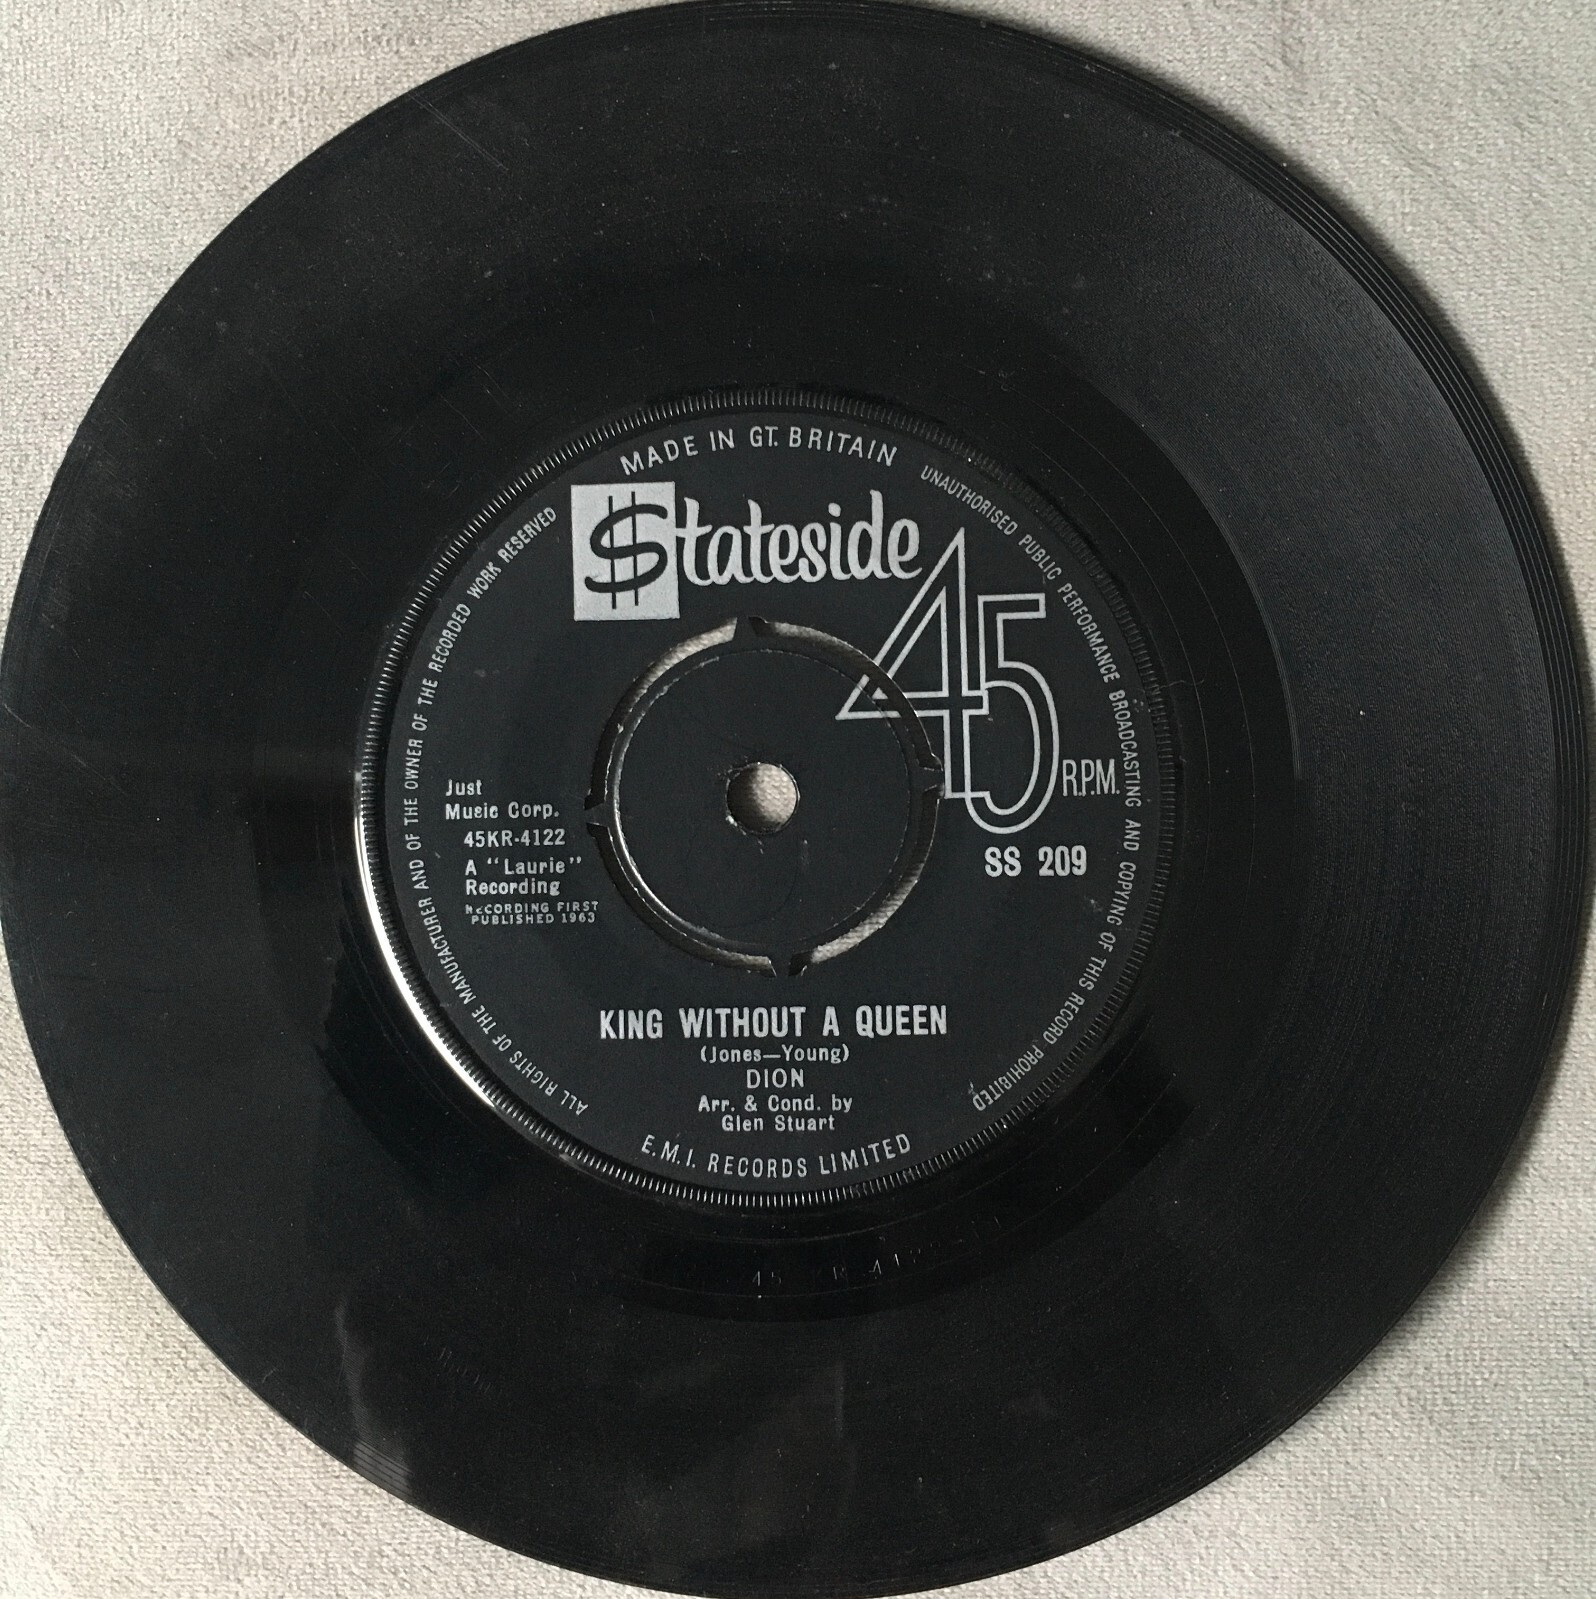 MADE IN GT. BRITAIN
UNAUTHORISED PUBLIC PERFORMANCE BROADCASTING AND COPYING OF THIS RECORD PROHIBITED
ALL RIGHTS OF THE MANUFACTURER AND OF THE OWNER OF THE RECORDED WORK RESERVED
$tateside
45
R.P.M.
SS 209
Just
Music Corp.
45KR-4122
A "Laurie"
Recording
RECORDING FIRST
PUBLISHED 1963
KING WITHOUT A QUEEN
(Jones—Young)
DION
Arr. & Cond. by
Glen Stuart
E.M.I. RECORDS LIMITED